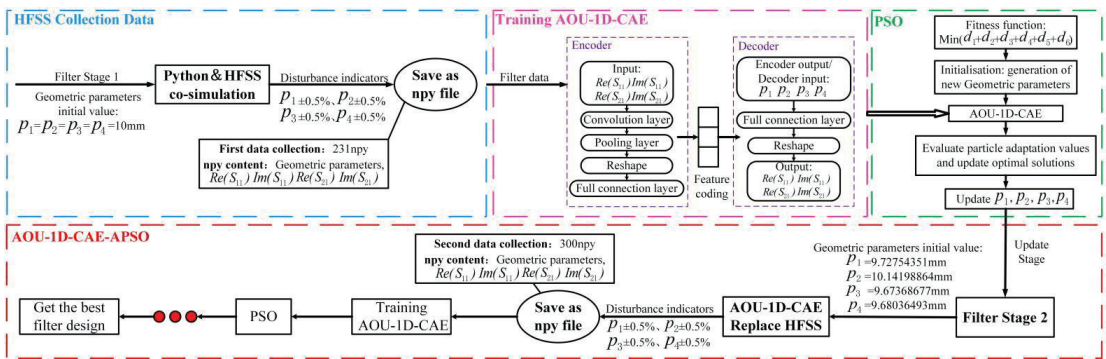 HFSS Collection Data
Filter Stage 1
Geometric parameters
initial value:
p1=p2=p3=p4=10mm
Python&HFSS
co-simulation
Disturbance indicators
p1±0.5%、p2±0.5%
p3±0.5%、p4±0.5%
Save as
npy file
First data collection: 231npy
npy content: Geometric parameters,
Re(S11) Im(S11) Re(S21) Im(S21)
Filter data
Training AOU-1D-CAE
Encoder
Input:
Re(S11)Im(S11)
Re(S21)Im(S21)
Convolution layer
Pooling layer
Reshape
Full connection layer
Feature
coding
Decoder
Encoder output/
Decoder input:
p1 p2 p3 p4
Full connection layer
Reshape
Output:
Re(S11) Im(S11)
Re(S21) Im(S21)
PSO
Fitness function:
Min(d1+d2+d3+d4+d5+d6)
Initialisation: generation of
new Geometric parameters
AOU-1D-CAE
Evaluate particle adaptation values
and update optimal solutions
Update p1, p2, p3, p4
Update
Stage
AOU-1D-CAE-APSO
Filter Stage 2
Geometric parameters initial value:
p1=9.72754351mm
p2=10.14198864mm
p3=9.67368677mm
p4=9.68036493mm
AOU-1D-CAE
Replace HFSS
Disturbance indicators
p1±0.5%、p2±0.5%
p3±0.5%、p4±0.5%
Save as
npy file
Second data collection: 300npy
npy content: Geometric parameters,
Re(S11) Im(S11)Re(S21) Im(S21)
Training
AOU-1D-CAE
PSO
Get the best
filter design